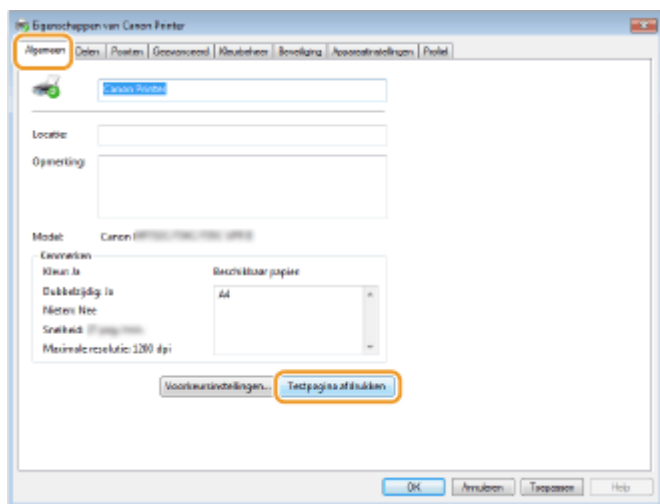 Eigenschappen van Canon Printer
Algemeen Delen Poorten Geavanceerd Kleurbeheer Beveiliging Apparaatinstellingen Profiel
Canon Printer
Locatie:
Opmerking:
Model: Canon
Kenmerken
Kleur: Ja Beschikbaar papier:
Dubbelzijdig: Ja A4
Nieten: Nee
Snelheid:
Maximale resolutie: 1200 dpi
Voorkeursinstellingen... Testpagina afdrukken
OK Annuleren Toepassen Help